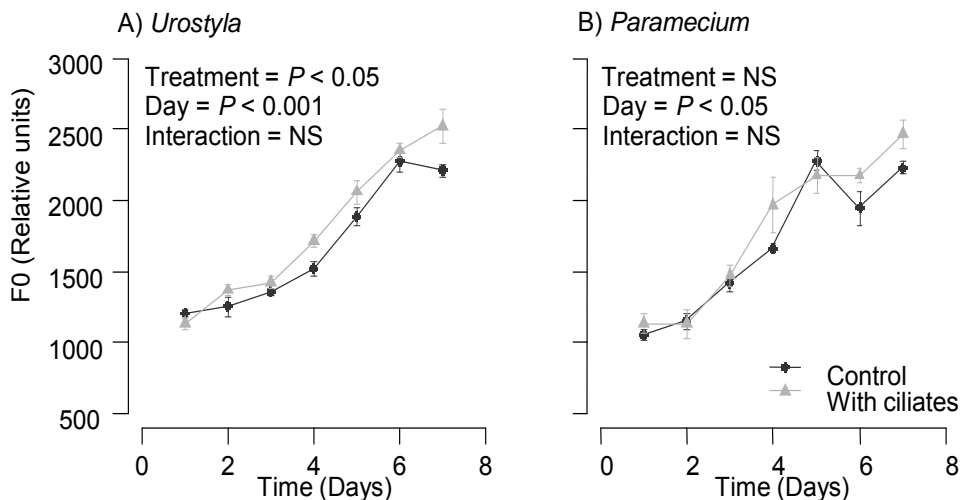 A) Urostyla
B) Paramecium
F0 (Relative units)
3000
2500
2000
1500
1000
500
Treatment = P < 0.05
Day = P < 0.001
Interaction = NS
Treatment = NS
Day = P < 0.05
Interaction = NS
Control
With ciliates
0 2 4 6 8
Time (Days)
0 2 4 6 8
Time (Days)